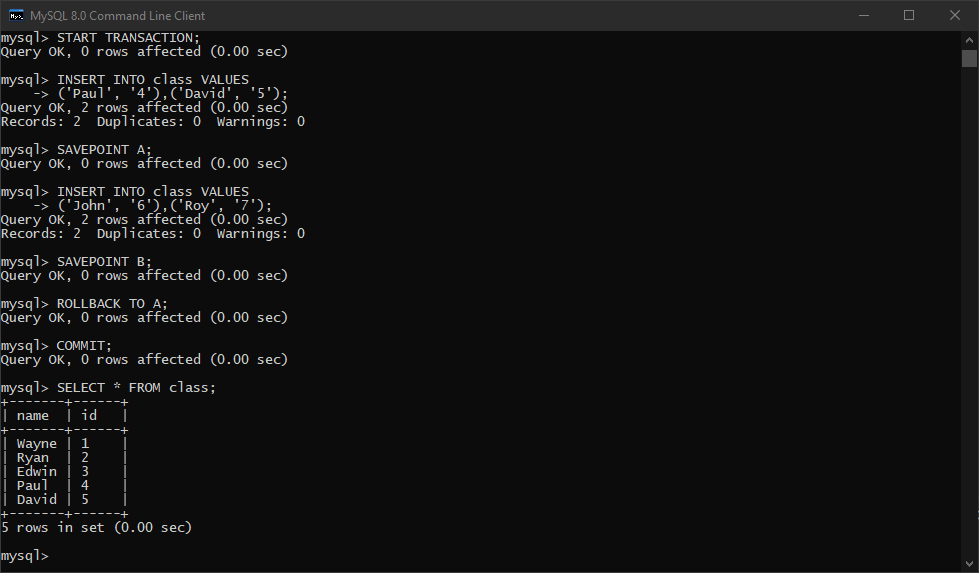 MySQL 8.0 Command Line Client
mysql> START TRANSACTION;
Query OK, 0 rows affected (0.00 sec)
mysql> INSERT INTO class VALUES
    -> ('Paul', '4'),('David', '5');
Query OK, 2 rows affected (0.00 sec)
Records: 2  Duplicates: 0  Warnings: 0
mysql> SAVEPOINT A;
Query OK, 0 rows affected (0.00 sec)
mysql> INSERT INTO class VALUES
    -> ('John', '6'),('Roy', '7');
Query OK, 2 rows affected (0.00 sec)
Records: 2  Duplicates: 0  Warnings: 0
mysql> SAVEPOINT B;
Query OK, 0 rows affected (0.00 sec)
mysql> ROLLBACK TO A;
Query OK, 0 rows affected (0.00 sec)
mysql> COMMIT;
Query OK, 0 rows affected (0.00 sec)
mysql> SELECT * FROM class;
+-------+------+
| name  | id   |
+-------+------+
| Wayne | 1    |
| Ryan  | 2    |
| Edwin | 3    |
| Paul  | 4    |
| David | 5    |
+-------+------+
5 rows in set (0.00 sec)
mysql>